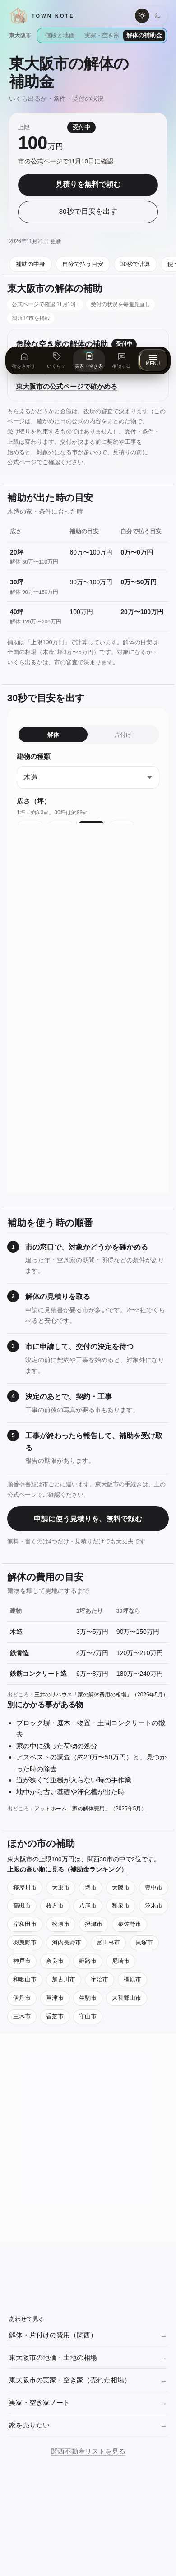 TOWN NOTE
東大阪市
値段と地価
実家・空き家
解体の補助金
東大阪市の解体の
補助金
いくら出るか・条件・受付の状況
上限
受付中
100万円
市の公式ページで11月10日に確認
見積りを無料で頼む
30秒で目安を出す
2026年11月21日 更新
補助の中身
自分で払う目安
30秒で計算
東大阪市の解体の補助
公式ページで確認 11月10日
受付の状況を毎週見直し
関西34市を掲載
危険な空き家の解体の補助
受付中
家をさがす
いくら？
実家・空き家
相談する
MENU
東大阪市の公式ページで確かめる
もらえるかどうかと金額は、役所の審査で決まります（この
ページは、確かめた日の公式の内容をまとめた物で、
受け取りを約束するものではありません）。受付・条件・
上限は変わります。交付が決まる前に契約や工事を
始めると、対象外になる市が多いです。見積りの前に
公式ページでご確認ください。
補助が出た時の目安
木造の家・条件に合った時
広さ
補助の目安
自分で払う目安
20坪
解体 60万〜100万円
60万〜100万円
0万〜0万円
30坪
解体 90万〜150万円
90万〜100万円
0万〜50万円
40坪
解体 120万〜200万円
100万円
20万〜100万円
補助は「上限100万円」で計算しています。解体の目安は
全国の相場（木造1坪3万〜5万円）です。対象になるか・
いくら出るかは、市の審査で決まります。
30秒で目安を出す
解体
片付け
建物の種類
木造
広さ（坪）
1坪＝約3.3㎡。30坪は約99㎡
補助を使う時の順番
1
市の窓口で、対象かどうかを確かめる
建った年・空き家の期間・所得などの条件があり
ます。
2
解体の見積りを取る
申請に見積書が要る市が多いです。2〜3社でくら
べると安心です。
3
市に申請して、交付の決定を待つ
決定の前に契約や工事を始めると、対象外になり
ます。
4
決定のあとで、契約・工事
工事の前後の写真が要る市もあります。
5
工事が終わったら報告して、補助を受け取
る
報告の期限があります。
順番や書類は市ごとに違います。東大阪市の手続きは、上の
公式ページでご確認ください。
申請に使う見積りを、無料で頼む
無料・書くのは4つだけ・見積りだけでも大丈夫です
解体の費用の目安
建物を壊して更地にするまで
建物
1坪あたり
30坪なら
木造
3万〜5万円
90万〜150万円
鉄骨造
4万〜7万円
120万〜210万円
鉄筋コンクリート造
6万〜8万円
180万〜240万円
出どころ：三井のリハウス「家の解体費用の相場」（2025年5月）
別にかかる事がある物
ブロック塀・庭木・物置・土間コンクリートの撤
去
家の中に残った荷物の処分
アスベストの調査（約20万〜50万円）と、見つか
った時の除去
道が狭くて重機が入らない時の手作業
地中から古い基礎や浄化槽が出た時
出どころ：アットホーム「家の解体費用」（2025年5月）
ほかの市の補助
東大阪市の上限100万円は、関西30市の中で2位です。
上限の高い順に見る（補助金ランキング）
寝屋川市
大東市
堺市
大阪市
豊中市
高槻市
枚方市
八尾市
和泉市
茨木市
岸和田市
松原市
摂津市
泉佐野市
羽曳野市
河内長野市
富田林市
貝塚市
神戸市
奈良市
姫路市
尼崎市
和歌山市
加古川市
宇治市
橿原市
伊丹市
草津市
生駒市
大和郡山市
三木市
香芝市
守山市
あわせて見る
解体・片付けの費用（関西）
→
東大阪市の地価・土地の相場
→
東大阪市の実家・空き家（売れた相場）
→
実家・空き家ノート
→
家を売りたい
→
関西不動産リストを見る